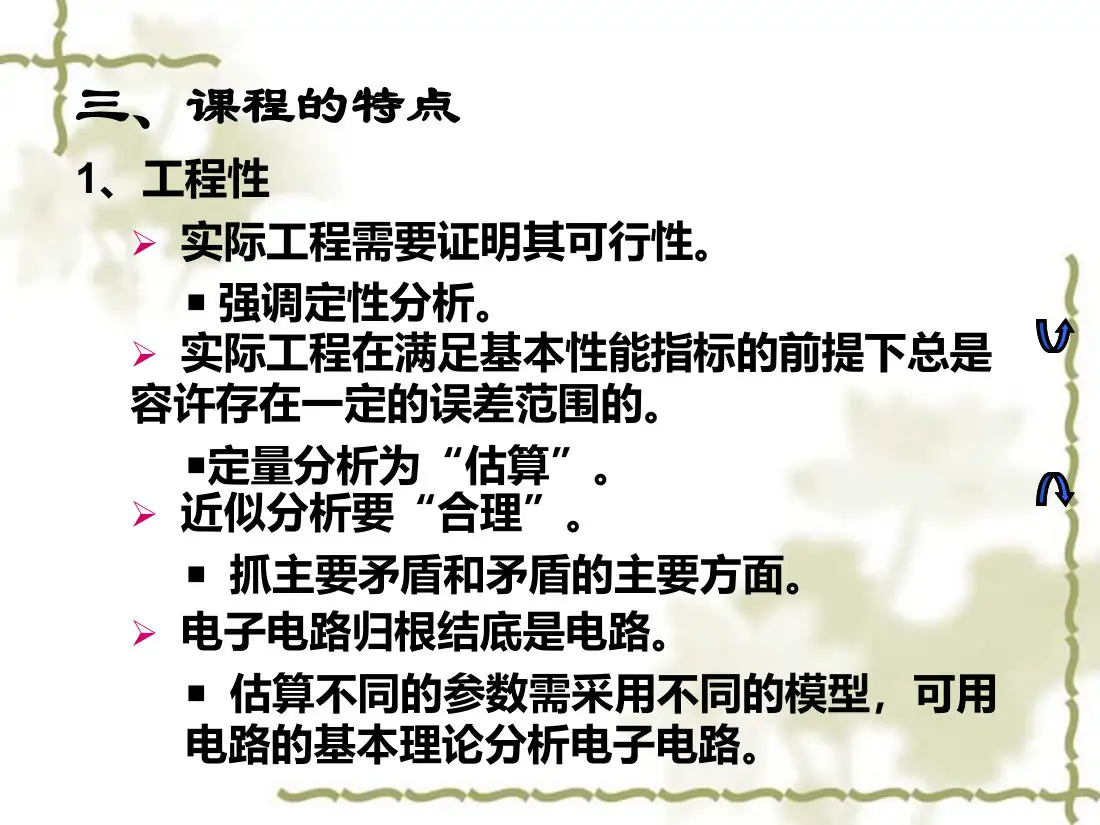 三、课程的特点
1、工程性
➢ 实际工程需要证明其可行性。
▪ 强调定性分析。
➢ 实际工程在满足基本性能指标的前提下总是
容许存在一定的误差范围的。
▪定量分析为“估算”。
➢ 近似分析要“合理”。
▪ 抓主要矛盾和矛盾的主要方面。
➢ 电子电路归根结底是电路。
▪ 估算不同的参数需采用不同的模型，可用
电路的基本理论分析电子电路。